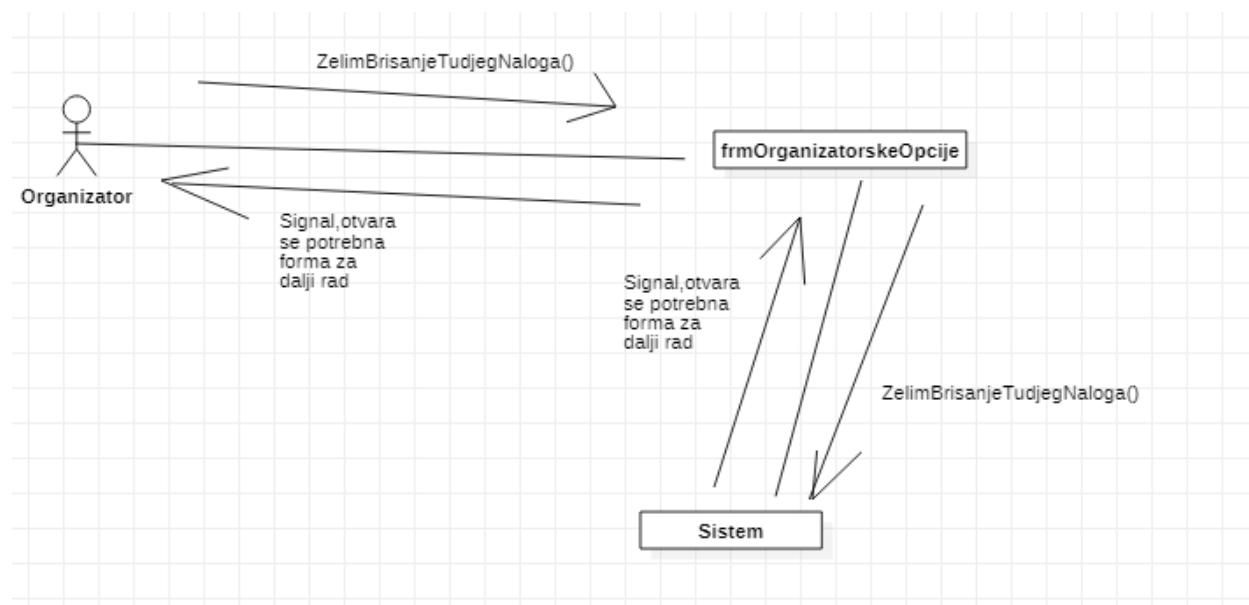 ZelimBrisanjeTudjegNaloga()
frmOrganizatorskeOpcije
Organizator
Signal,otvara
se potrebna
forma za
dalji rad
Signal,otvara
se potrebna
forma za
dalji rad
ZelimBrisanjeTudjegNaloga()
Sistem